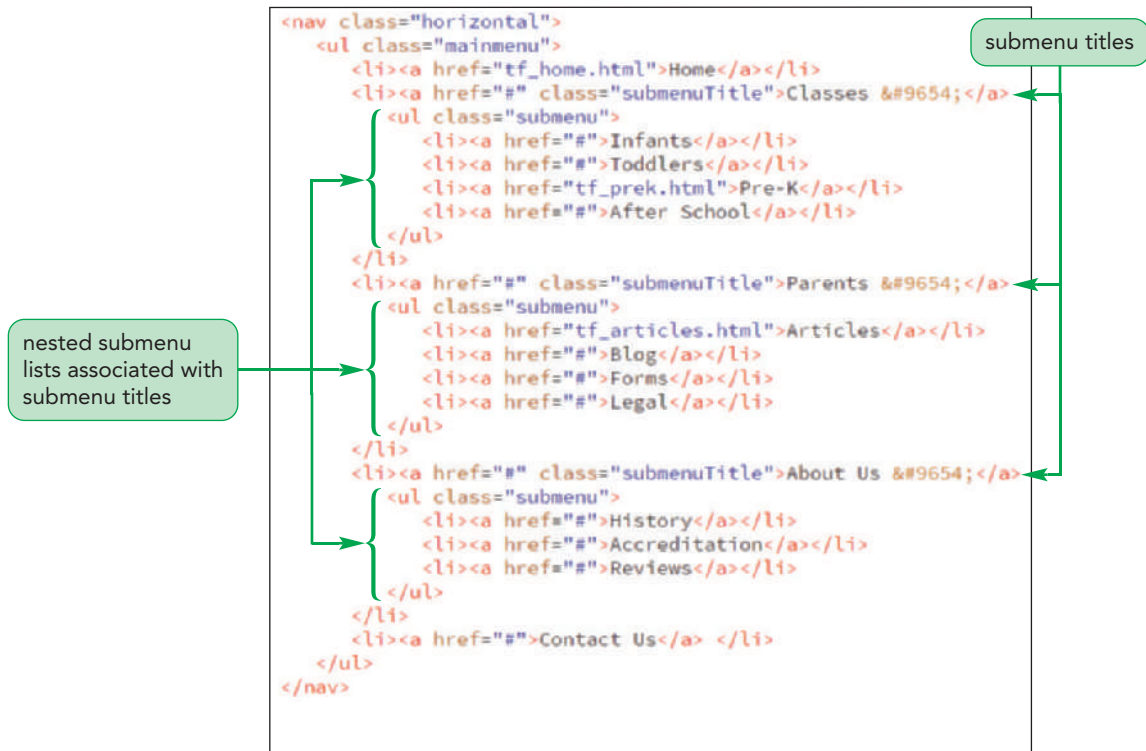 <nav class="horizontal">
<ul class="mainmenu">
<li><a href="tf_home.html">Home</a></li>
<li><a href="#" class="submenuTitle">Classes &#9654;</a>
<ul class="submenu">
<li><a href="#">Infants</a></li>
<li><a href="#">Toddlers</a></li>
<li><a href="tf_prek.html">Pre-K</a></li>
<li><a href="#">After School</a></li>
</ul>
</li>
<li><a href="#" class="submenuTitle">Parents &#9654;</a>
<ul class="submenu">
<li><a href="tf_articles.html">Articles</a></li>
<li><a href="#">Blog</a></li>
<li><a href="#">Forms</a></li>
<li><a href="#">Legal</a></li>
</ul>
</li>
<li><a href="#" class="submenuTitle">About Us &#9654;</a>
<ul class="submenu">
<li><a href="#">History</a></li>
<li><a href="#">Accreditation</a></li>
<li><a href="#">Reviews</a></li>
</ul>
</li>
<li><a href="#">Contact Us</a> </li>
</ul>
</nav>
submenu titles
nested submenu
lists associated with
submenu titles